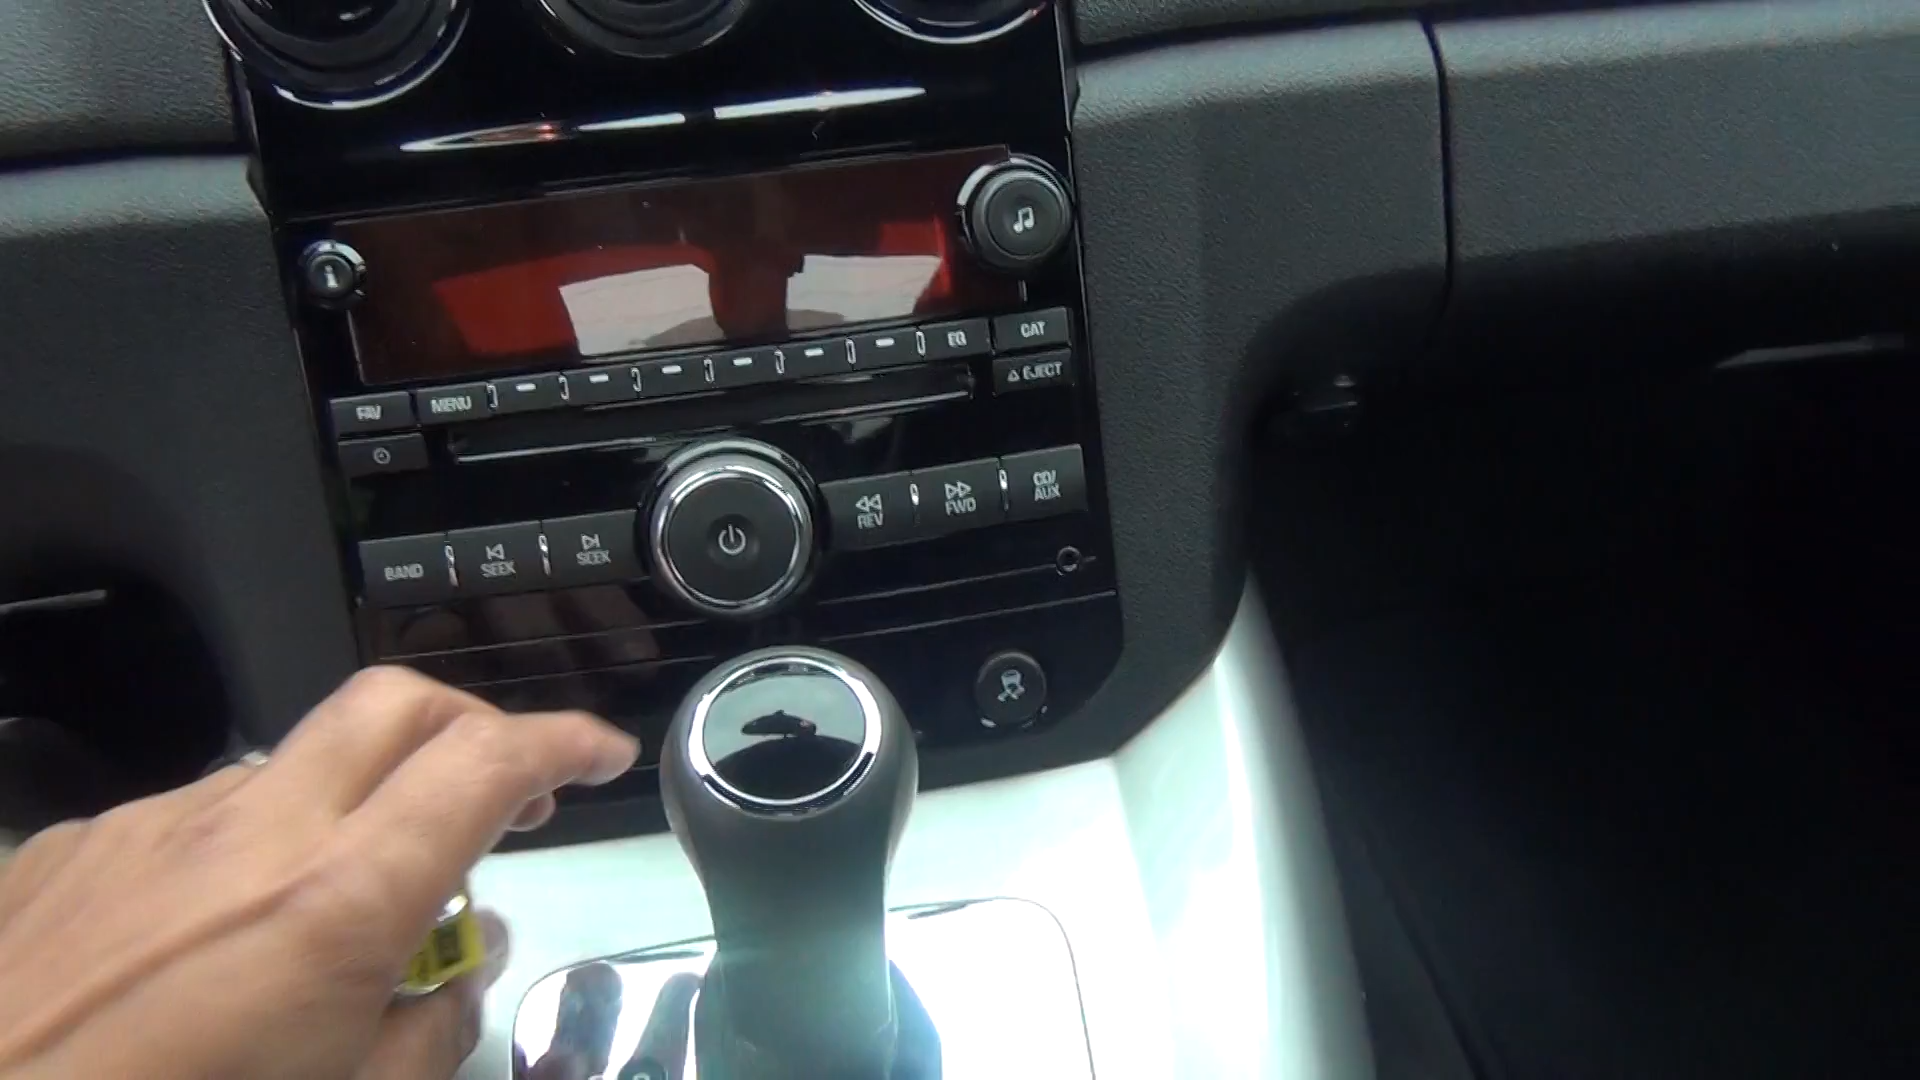 i
EQ
CAT
FAV
MENU
EJECT
REV
FWD
CD/
AUX
BAND
SEEK
SEEK